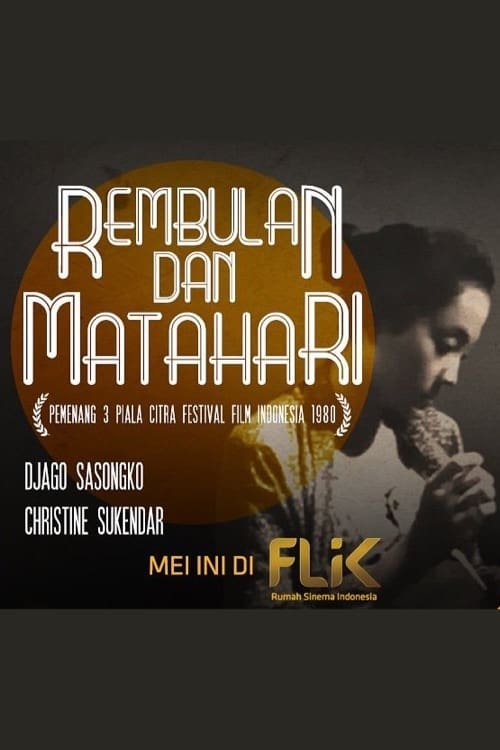 REMBULAN
DAN
MATAHARI
PEMENANG 3 PIALA CITRA FESTIVAL FILM INDONESIA 1980
DJAGO SASONGKO
CHRISTINE SUKENDAR
MEI INI DI FLiK
Rumah Sinema Indonesia